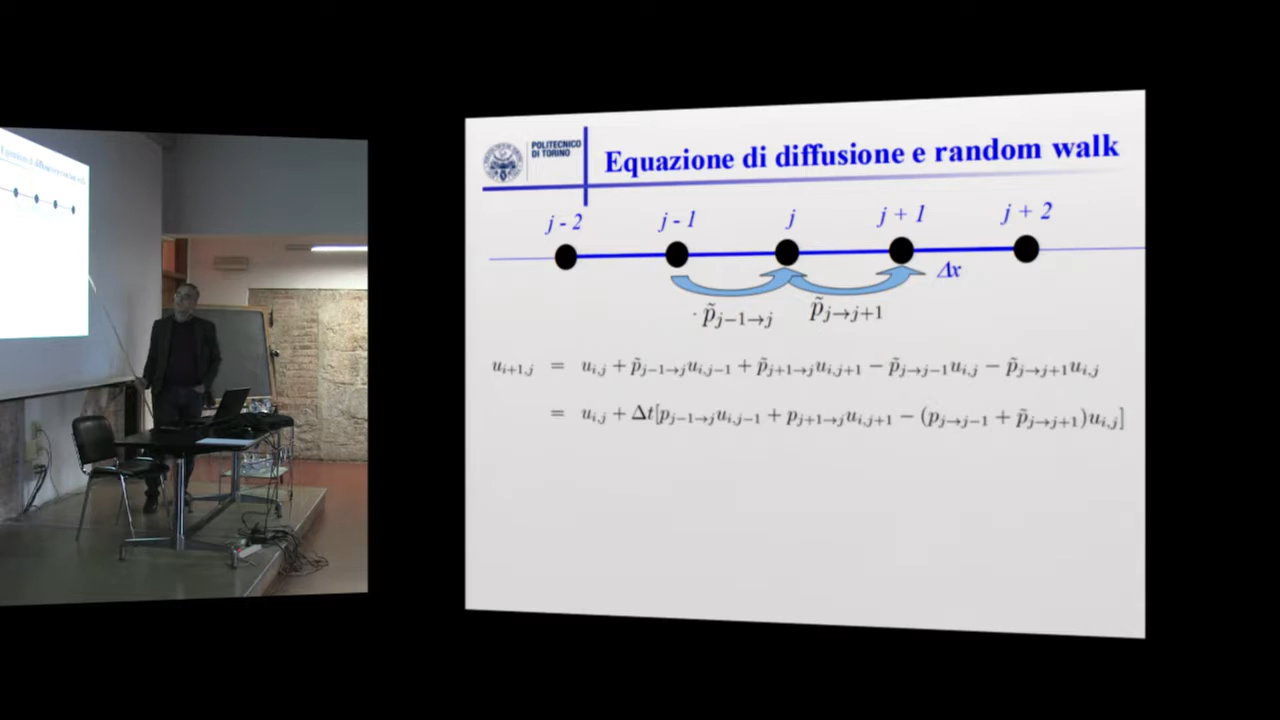 POLITECNICO
DI TORINO
Equazione di diffusione e random walk
j - 2 j - 1 j j + 1 j + 2
Δx
p̃_{j−1→j} p̃_{j→j+1}
u_{i+1,j} = u_{i,j} + p̃_{j−1→j}u_{i,j−1} + p̃_{j+1→j}u_{i,j+1} − p̃_{j→j−1}u_{i,j} − p̃_{j→j+1}u_{i,j}
= u_{i,j} + Δt[p_{j−1→j}u_{i,j−1} + p_{j+1→j}u_{i,j+1} − (p_{j→j−1} + p̃_{j→j+1})u_{i,j}]